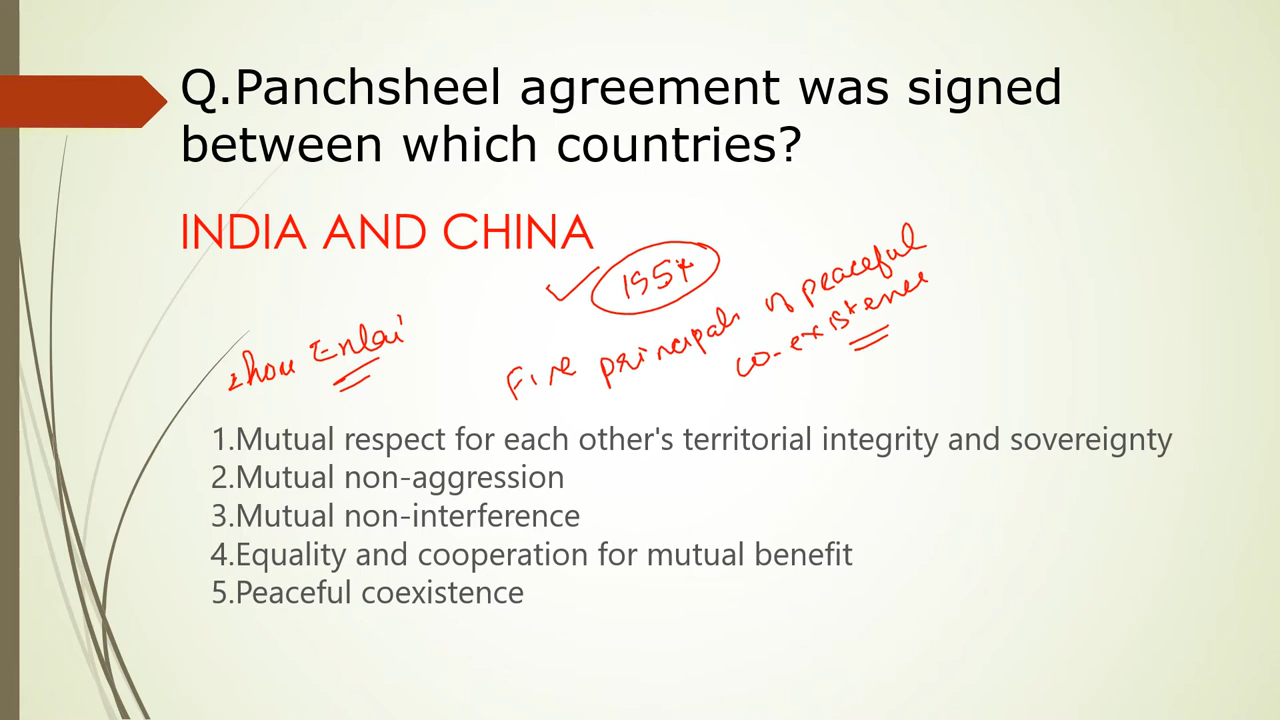 Q.Panchsheel agreement was signed
between which countries?
INDIA AND CHINA
1954
Zhou Enlai
Five principals of peaceful
co-existence
1.Mutual respect for each other's territorial integrity and sovereignty
2.Mutual non-aggression
3.Mutual non-interference
4.Equality and cooperation for mutual benefit
5.Peaceful coexistence